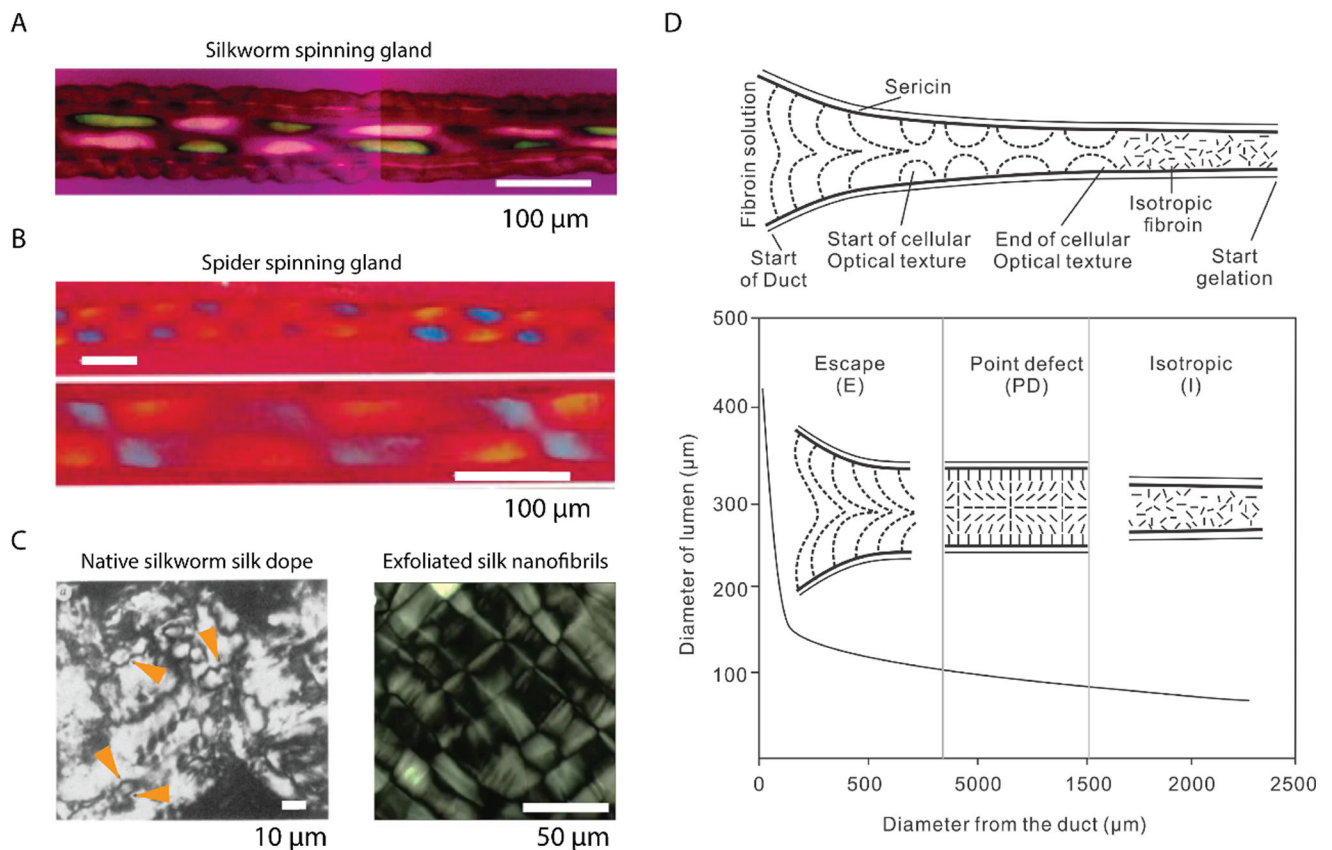 A
Silkworm spinning gland
100 μm
B
Spider spinning gland
100 μm
C
Native silkworm silk dope
a
10 μm
Exfoliated silk nanofibrils
50 μm
D
Fibroin solution
Sericin
Start
of Duct
Start of cellular
Optical texture
End of cellular
Optical texture
Isotropic
fibroin
Start
gelation
Diameter of lumen (μm)
500
400
300
200
100
Escape
(E)
Point defect
(PD)
Isotropic
(I)
0
500
5000
1500
2000
2500
Diameter from the duct (μm)